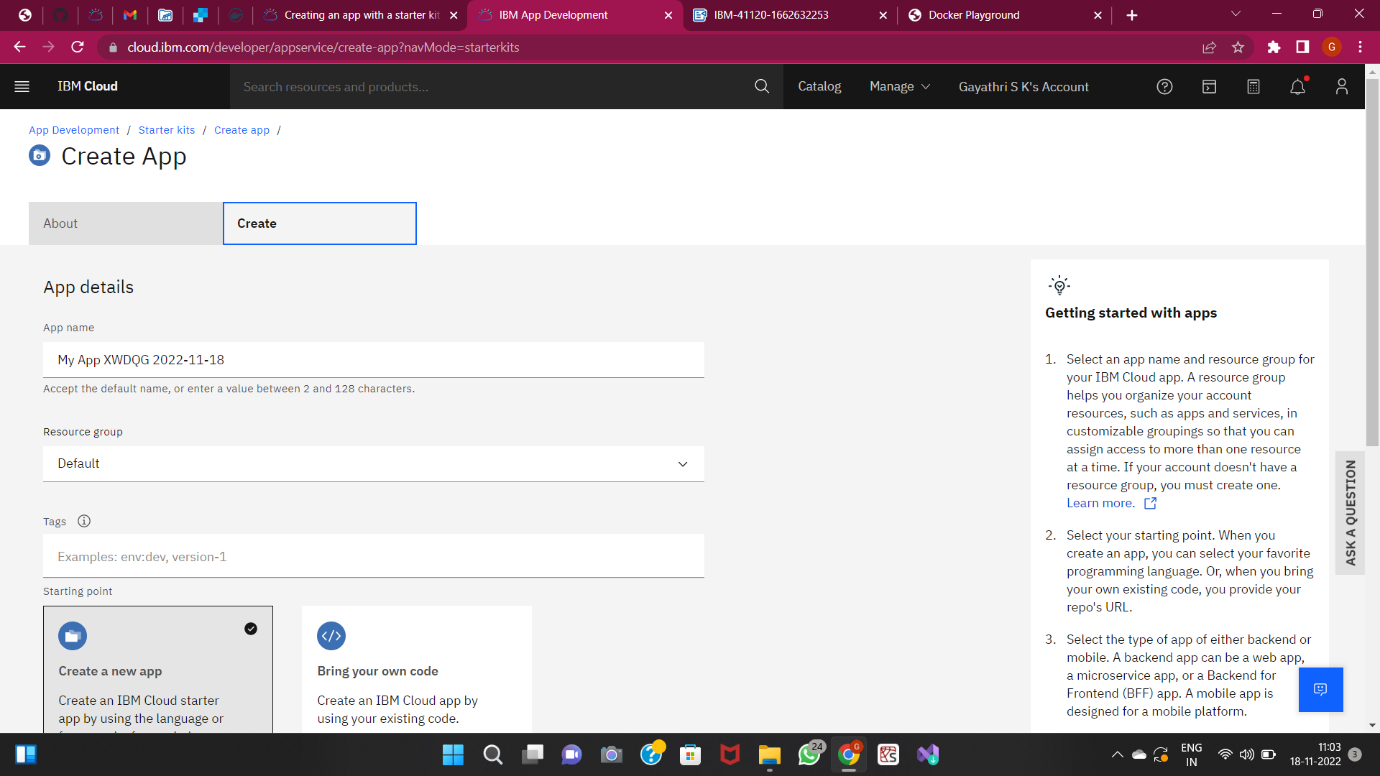 Creating an app with a starter kit
IBM App Development
IBM-41120-1662632253
Docker Playground
cloud.ibm.com/developer/appservice/create-app?navMode=starterkits
G
IBM Cloud
Search resources and products...
Catalog
Manage
Gayathri S K's Account
App Development / Starter kits / Create app /
Create App
About
Create
App details
App name
My App XWDQG 2022-11-18
Accept the default name, or enter a value between 2 and 128 characters.
Resource group
Default
Tags
Examples: env:dev, version-1
Starting point
Create a new app
Create an IBM Cloud starter
app by using the language or
Bring your own code
Create an IBM Cloud app by
using your existing code.
Getting started with apps
1. Select an app name and resource group for
your IBM Cloud app. A resource group
helps you organize your account
resources, such as apps and services, in
customizable groupings so that you can
assign access to more than one resource
at a time. If your account doesn't have a
resource group, you must create one.
Learn more.
2. Select your starting point. When you
create an app, you can select your favorite
programming language. Or, when you bring
your own existing code, you provide your
repo's URL.
3. Select the type of app of either backend or
mobile. A backend app can be a web app,
a microservice app, or a Backend for
Frontend (BFF) app. A mobile app is
designed for a mobile platform.
ASK A QUESTION
24
G
ENG
IN
11:03
18-11-2022
3